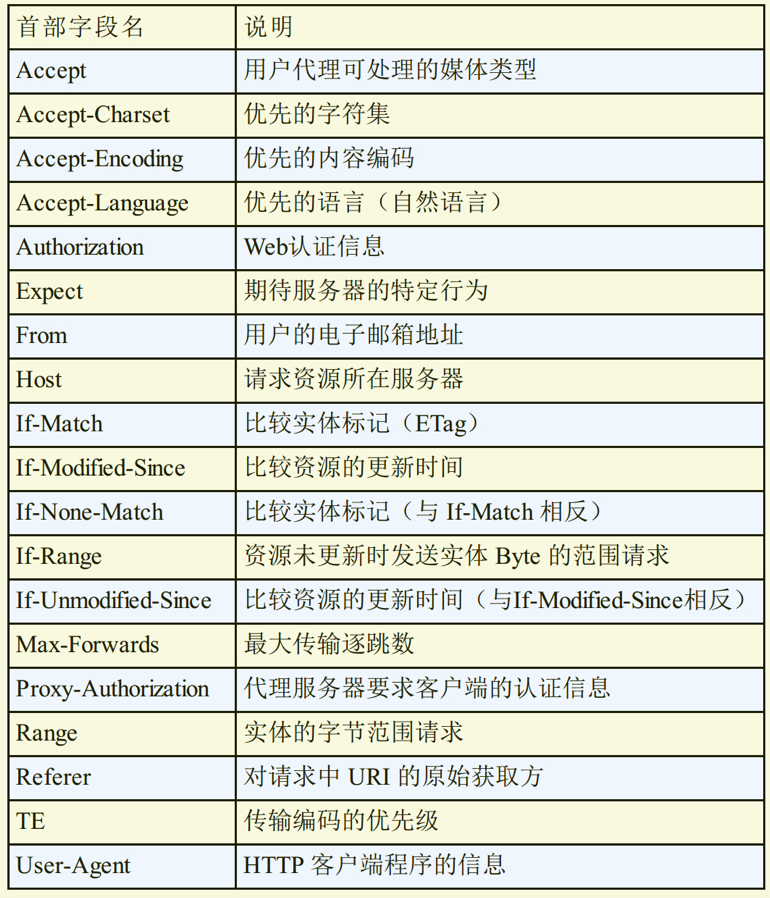 首部字段名 说明
Accept 用户代理可处理的媒体类型
Accept-Charset 优先的字符集
Accept-Encoding 优先的内容编码
Accept-Language 优先的语言（自然语言）
Authorization Web认证信息
Expect 期待服务器的特定行为
From 用户的电子邮箱地址
Host 请求资源所在服务器
If-Match 比较实体标记（ETag）
If-Modified-Since 比较资源的更新时间
If-None-Match 比较实体标记（与 If-Match 相反）
If-Range 资源未更新时发送实体 Byte 的范围请求
If-Unmodified-Since 比较资源的更新时间（与If-Modified-Since相反）
Max-Forwards 最大传输逐跳数
Proxy-Authorization 代理服务器要求客户端的认证信息
Range 实体的字节范围请求
Referer 对请求中 URI 的原始获取方
TE 传输编码的优先级
User-Agent HTTP 客户端程序的信息